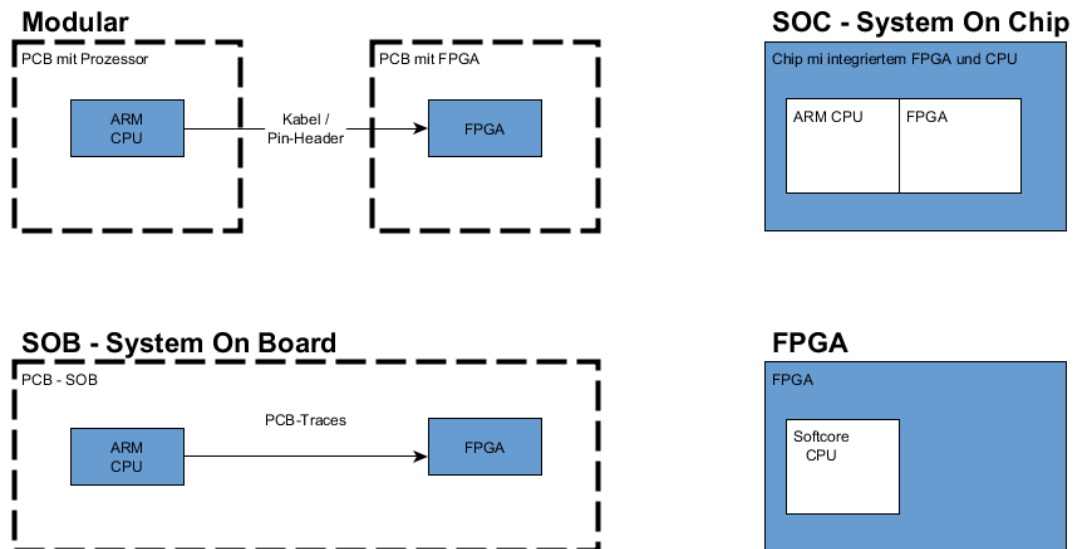 Modular
PCB mit Prozessor
ARM
CPU
Kabel /
Pin-Header
PCB mit FPGA
FPGA
SOC - System On Chip
Chip mi integriertem FPGA und CPU
ARM CPU
FPGA
SOB - System On Board
PCB - SOB
ARM
CPU
PCB-Traces
FPGA
FPGA
FPGA
Softcore
CPU